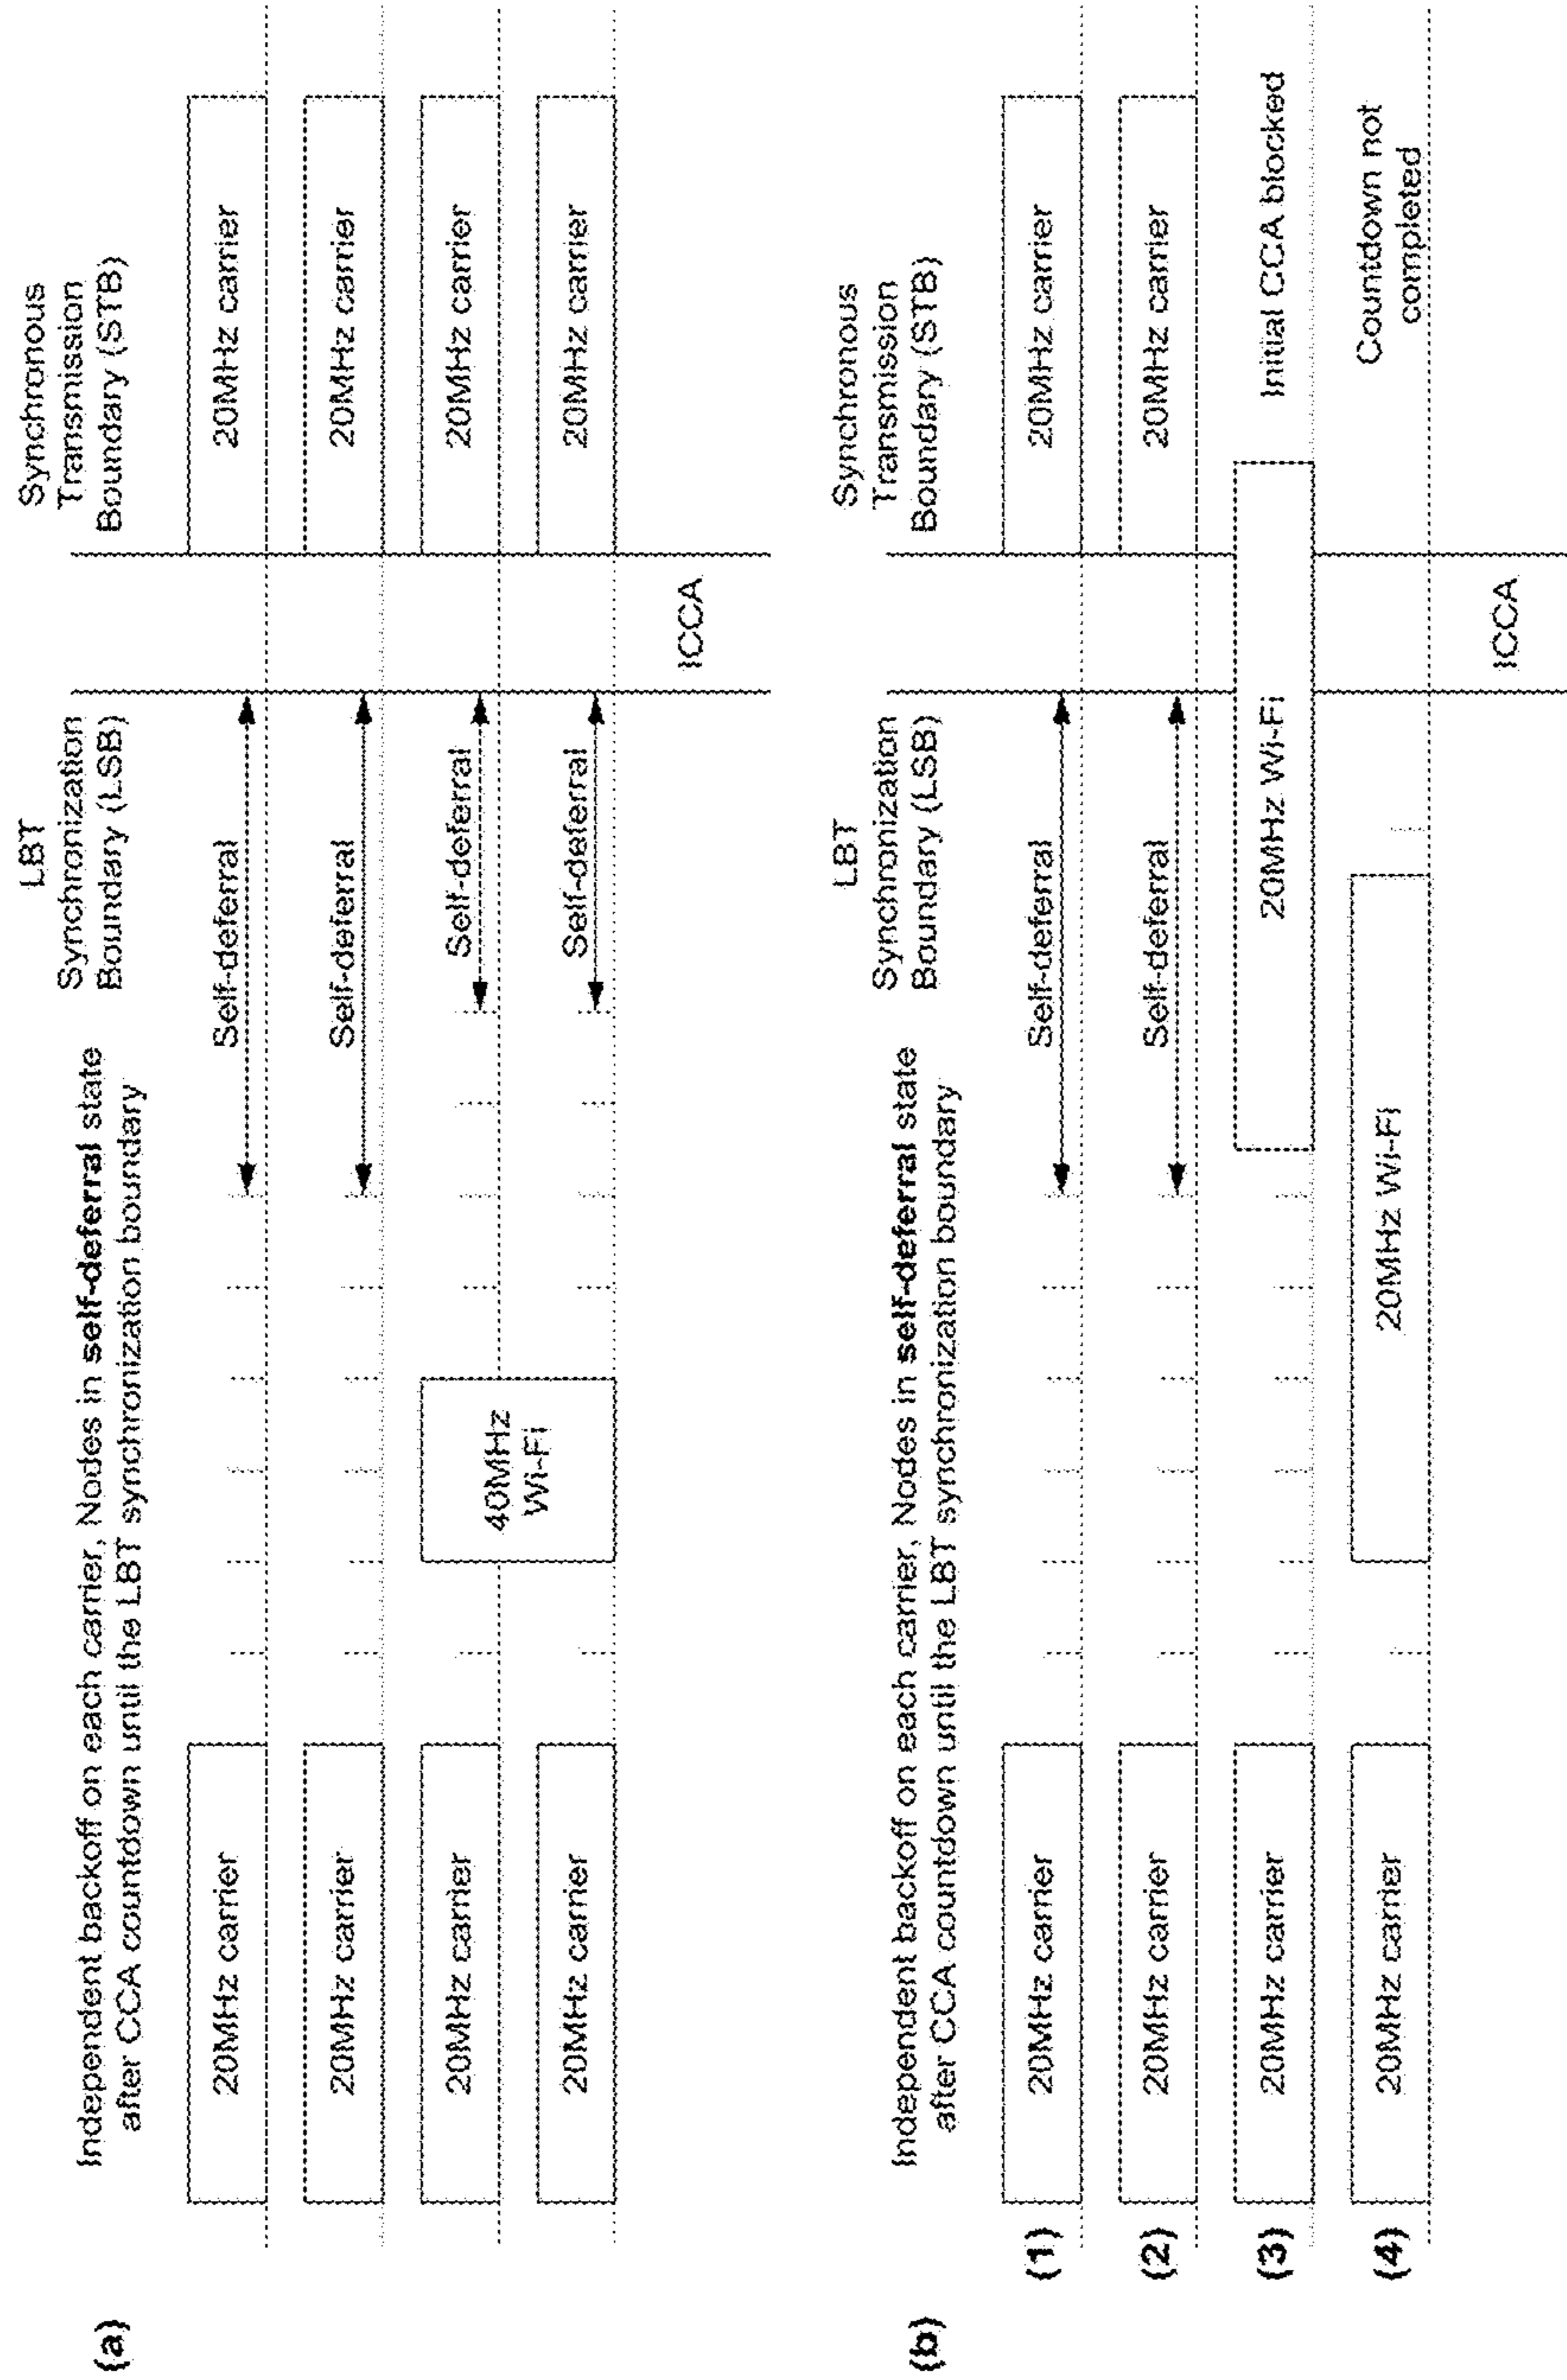 (a)
Independent backoff on each carrier, Nodes in self-deferral state
after CCA countdown until the LBT synchronization boundary
LBT
Synchronization
Boundary (LSB)
Synchronous
Transmission
Boundary (STB)
20MHz carrier
Self-deferral
20MHz carrier
20MHz carrier
Self-deferral
20MHz carrier
20MHz carrier
40MHz
Wi-Fi
Self-deferral
20MHz carrier
20MHz carrier
Self-deferral
20MHz carrier
ICCA
(b)
Independent backoff on each carrier, Nodes in self-deferral state
after CCA countdown until the LBT synchronization boundary
LBT
Synchronization
Boundary (LSB)
Synchronous
Transmission
Boundary (STB)
(1)
20MHz carrier
Self-deferral
20MHz carrier
(2)
20MHz carrier
Self-deferral
20MHz carrier
(3)
20MHz carrier
20MHz Wi-Fi
Initial CCA blocked
(4)
20MHz carrier
20MHz Wi-Fi
Countdown not
completed
ICCA